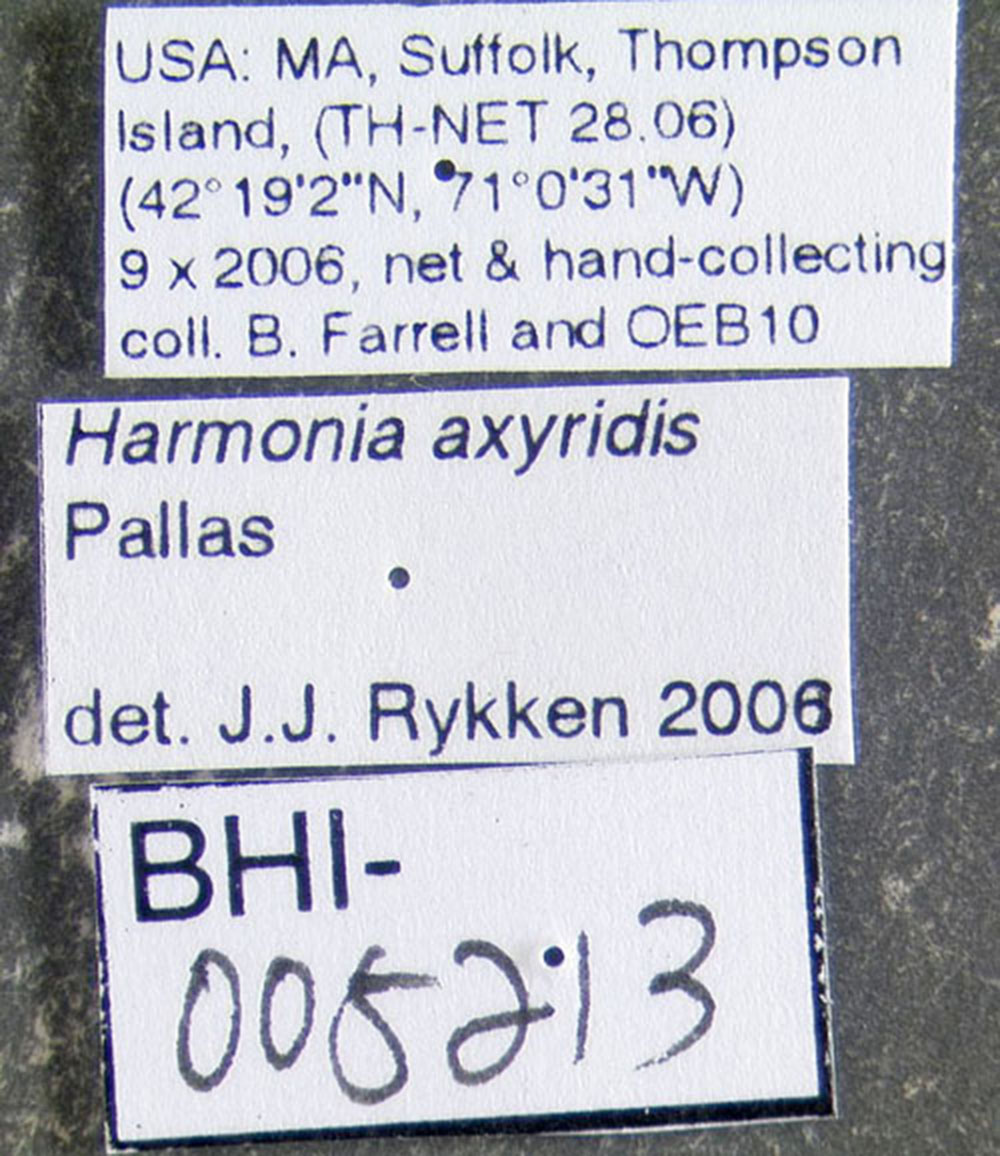 USA: MA, Suffolk, Thompson
Island, (TH-NET 28.06)
(42°19'2"N, 71°0'31"W)
9 x 2006, net & hand-collecting
coll. B. Farrell and OEB10
Harmonia axyridis
Pallas
det. J.J. Rykken 2006
BHI-
005213